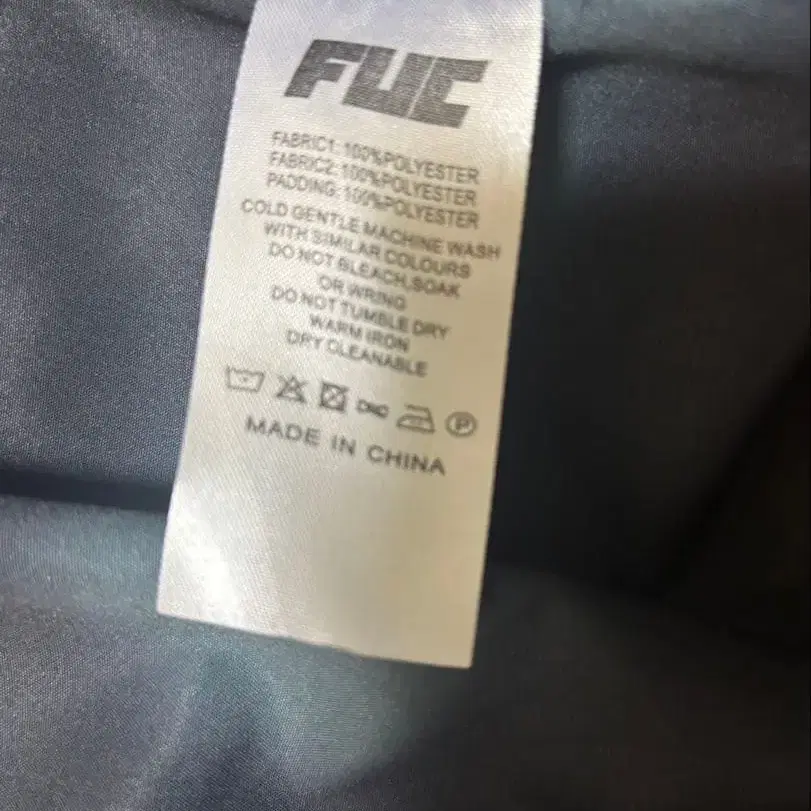 FUC
FABRIC1: 100%POLYESTER
FABRIC2: 100%POLYESTER
PADDING: 100%POLYESTER
COLD GENTLE MACHINE WASH
WITH SIMILAR COLOURS
DO NOT BLEACH,SOAK
OR WRING
DO NOT TUMBLE DRY
WARM IRON
DRY CLEANABLE
P
MADE IN CHINA